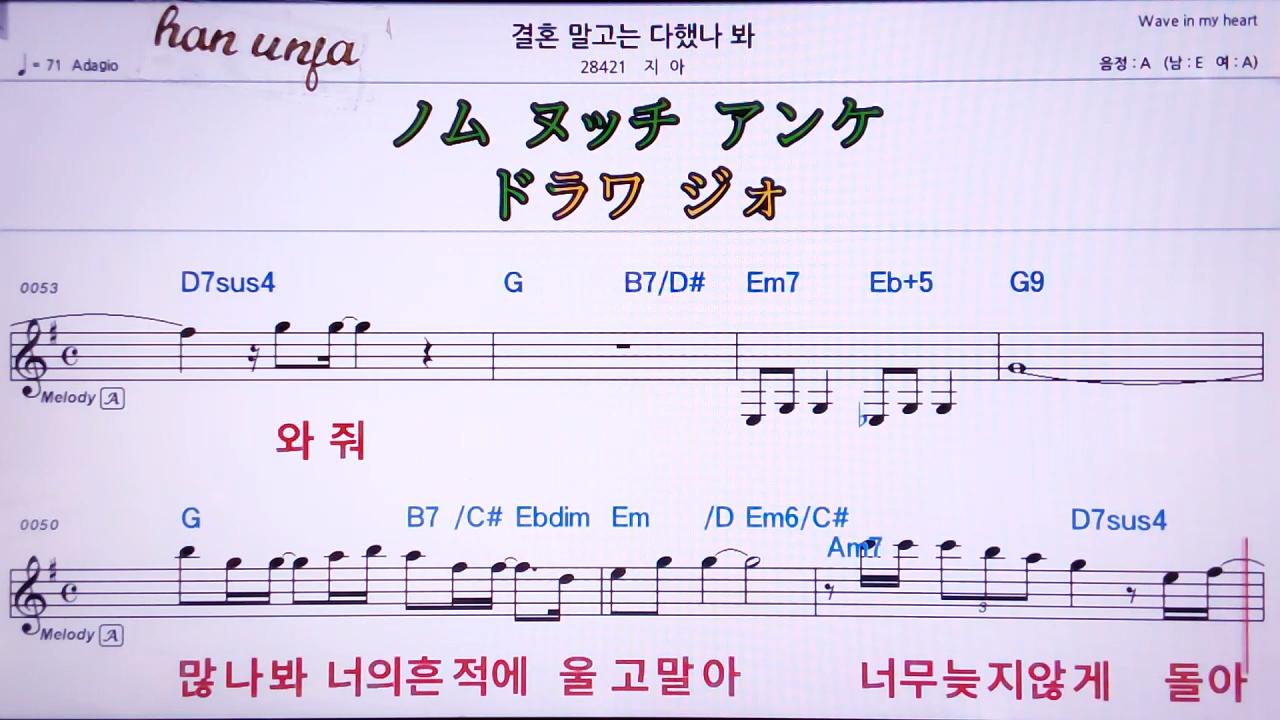 han unfa
결혼 말고는 다했나 봐
Wave in my heart
♩= 71 Adagio
28421 지 아
음정 : A (남 : E 여 : A)
ノム ヌッチ アンケ
ドラワ ジォ
0053 D7sus4 G B7/D# Em7 Eb+5 G9
Melody A
와 줘
0050 G B7 /C# Ebdim Em /D Em6/C# D7sus4
Am7
3
Melody A
많나봐 너의흔적에 울고말아 너무늦지않게 돌아